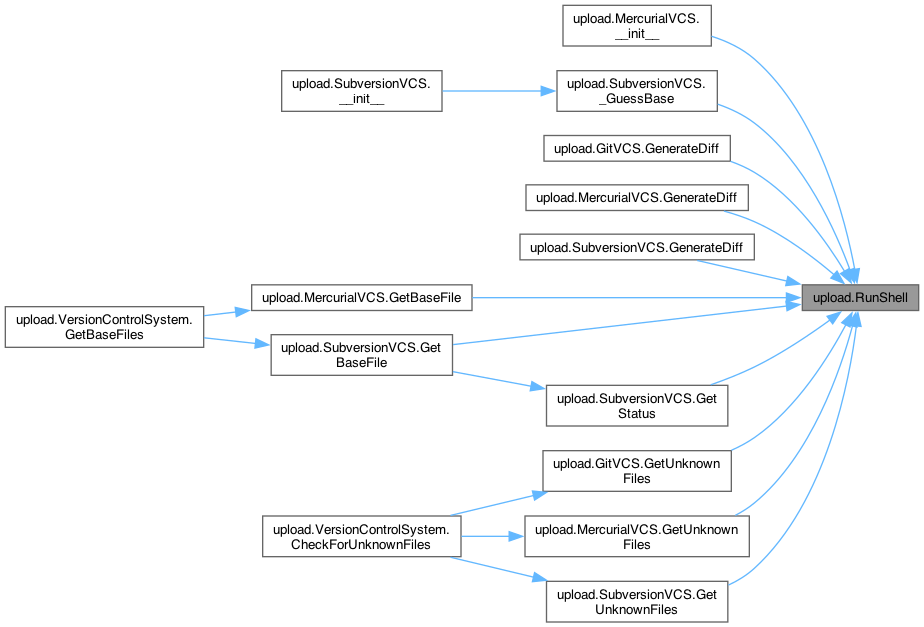 upload.MercurialVCS.
__init__
upload.SubversionVCS.
__init__
upload.SubversionVCS.
_GuessBase
upload.GitVCS.GenerateDiff
upload.MercurialVCS.GenerateDiff
upload.SubversionVCS.GenerateDiff
upload.RunShell
upload.MercurialVCS.GetBaseFile
upload.VersionControlSystem.
GetBaseFiles
upload.SubversionVCS.Get
BaseFile
upload.SubversionVCS.Get
Status
upload.GitVCS.GetUnknown
Files
upload.VersionControlSystem.
CheckForUnknownFiles
upload.MercurialVCS.GetUnknown
Files
upload.SubversionVCS.Get
UnknownFiles